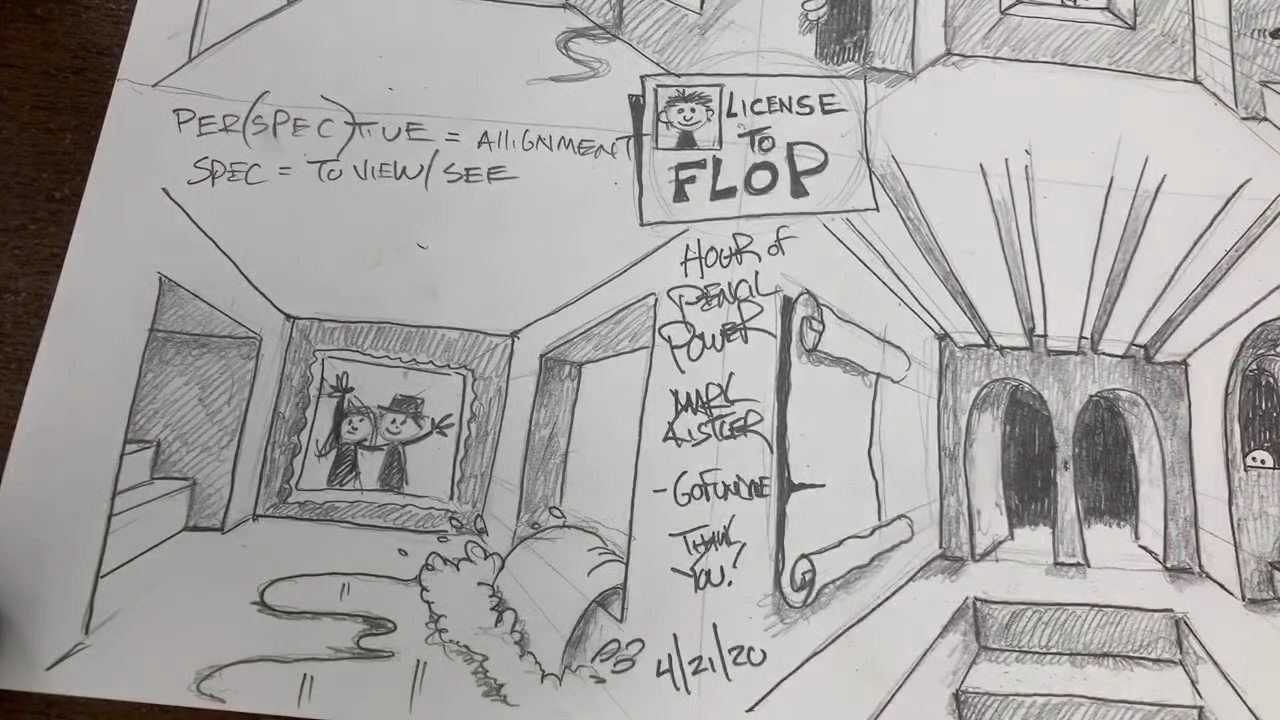 PER(SPEC)TIVE = AllIGNMENT
SPEC = TO VIEW/SEE
LICENSE
TO
FLOP
HOUR of
PENCIL
POWER
MARK
KISTLER
- GOFUNDME
THANK
YOU!
4/21/20